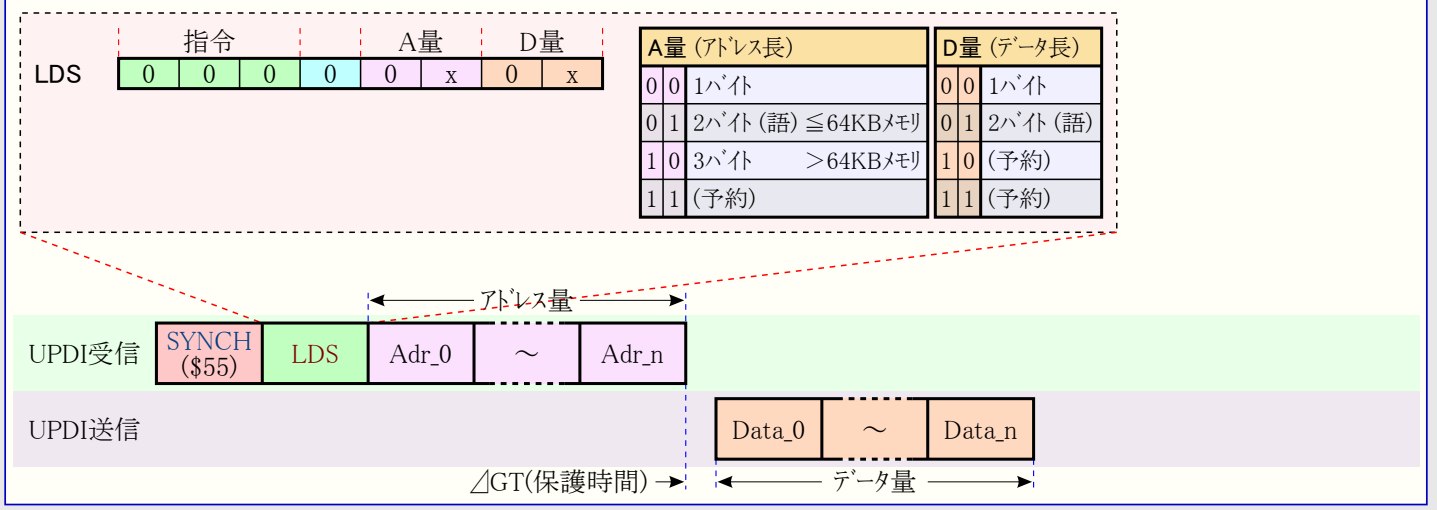 指令 A量 D量
LDS 0 0 0 0 0 x 0 x
A量 (アドレス長)
0 0 1バイト
0 1 2バイト (語) ≦64KBメモリ
1 0 3バイト ＞64KBメモリ
1 1 (予約)
D量 (データ長)
0 0 1バイト
0 1 2バイト (語)
1 0 (予約)
1 1 (予約)
アドレス量
UPDI受信 SYNCH ($55) LDS Adr_0 ～ Adr_n
UPDI送信 Data_0 ～ Data_n
⊿GT(保護時間) データ量